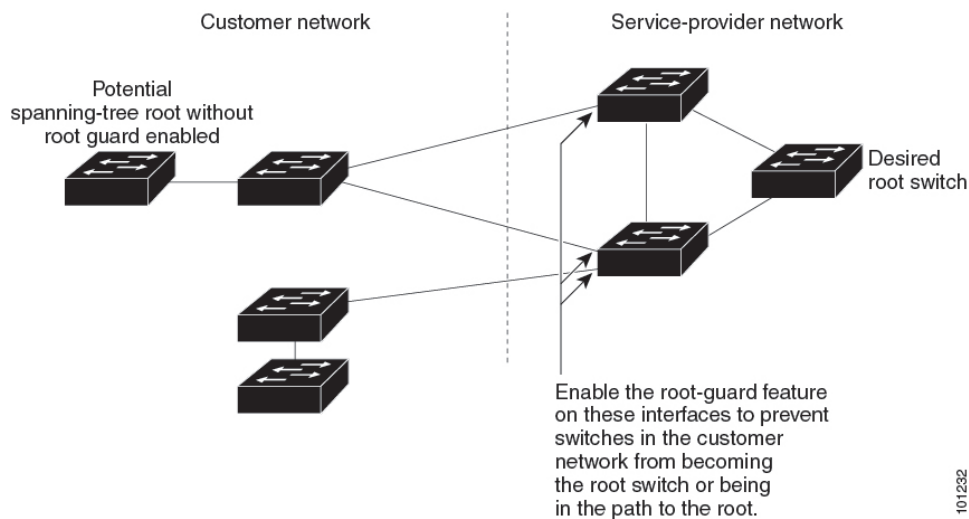 Customer network
Service-provider network
Potential
spanning-tree root without
root guard enabled
Desired
root switch
Enable the root-guard feature
on these interfaces to prevent
switches in the customer
network from becoming
the root switch or being
in the path to the root.
101232